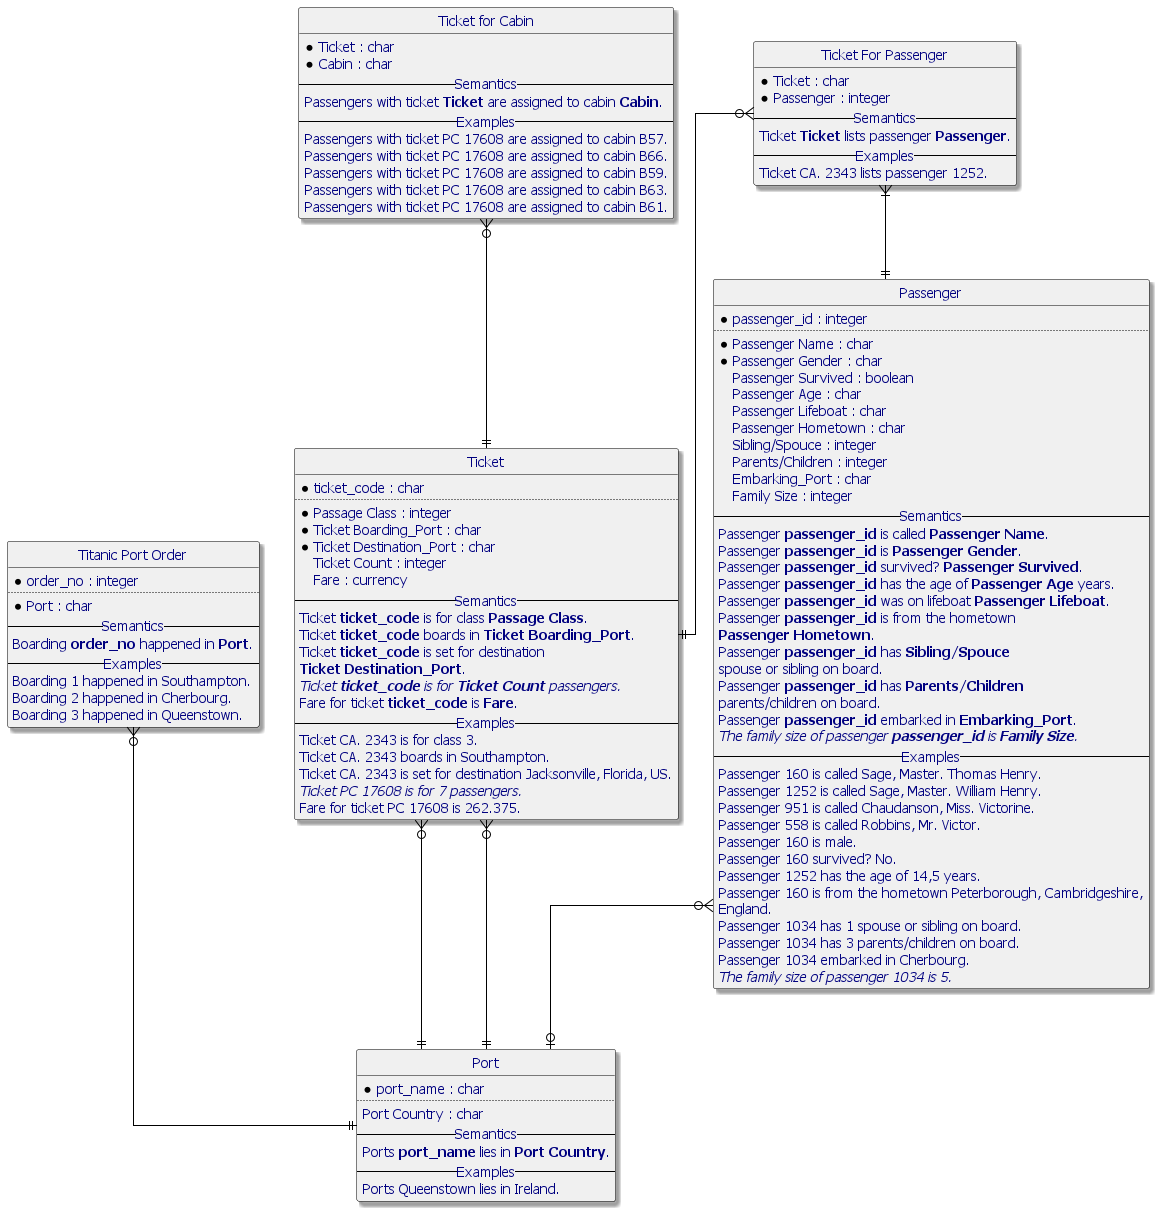 Ticket for Cabin
Ticket : char
Cabin : char
Semantics
Passengers with ticket Ticket are assigned to cabin Cabin.
Examples
Passengers with ticket PC 17608 are assigned to cabin B57.
Passengers with ticket PC 17608 are assigned to cabin B66.
Passengers with ticket PC 17608 are assigned to cabin B59.
Passengers with ticket PC 17608 are assigned to cabin B63.
Passengers with ticket PC 17608 are assigned to cabin B61.
Ticket For Passenger
Ticket : char
Passenger : integer
Semantics
Ticket Ticket lists passenger Passenger.
Examples
Ticket CA. 2343 lists passenger 1252.
Passenger
passenger_id : integer
Passenger Name : char
Passenger Gender : char
Passenger Survived : boolean
Passenger Age : char
Passenger Lifeboat : char
Passenger Hometown : char
Sibling/Spouce : integer
Parents/Children : integer
Embarking_Port : char
Family Size : integer
Semantics
Passenger passenger_id is called Passenger Name.
Passenger passenger_id is Passenger Gender.
Passenger passenger_id survived? Passenger Survived.
Passenger passenger_id has the age of Passenger Age years.
Passenger passenger_id was on lifeboat Passenger Lifeboat.
Passenger passenger_id is from the hometown
Passenger Hometown.
Passenger passenger_id has Sibling/Spouce
spouse or sibling on board.
Passenger passenger_id has Parents/Children
parents/children on board.
Passenger passenger_id embarked in Embarking_Port.
The family size of passenger passenger_id is Family Size.
Examples
Passenger 160 is called Sage, Master. Thomas Henry.
Passenger 1252 is called Sage, Master. William Henry.
Passenger 951 is called Chaudanson, Miss. Victorine.
Passenger 558 is called Robbins, Mr. Victor.
Passenger 160 is male.
Passenger 160 survived? No.
Passenger 1252 has the age of 14,5 years.
Passenger 160 is from the hometown Peterborough, Cambridgeshire,
England.
Passenger 1034 has 1 spouse or sibling on board.
Passenger 1034 has 3 parents/children on board.
Passenger 1034 embarked in Cherbourg.
The family size of passenger 1034 is 5.
Ticket
ticket_code : char
Passage Class : integer
Ticket Boarding_Port : char
Ticket Destination_Port : char
Ticket Count : integer
Fare : currency
Semantics
Ticket ticket_code is for class Passage Class.
Ticket ticket_code boards in Ticket Boarding_Port.
Ticket ticket_code is set for destination
Ticket Destination_Port.
Ticket ticket_code is for Ticket Count passengers.
Fare for ticket ticket_code is Fare.
Examples
Ticket CA. 2343 is for class 3.
Ticket CA. 2343 boards in Southampton.
Ticket CA. 2343 is set for destination Jacksonville, Florida, US.
Ticket PC 17608 is for 7 passengers.
Fare for ticket PC 17608 is 262.375.
Titanic Port Order
order_no : integer
Port : char
Semantics
Boarding order_no happened in Port.
Examples
Boarding 1 happened in Southampton.
Boarding 2 happened in Cherbourg.
Boarding 3 happened in Queenstown.
Port
port_name : char
Port Country : char
Semantics
Ports port_name lies in Port Country.
Examples
Ports Queenstown lies in Ireland.